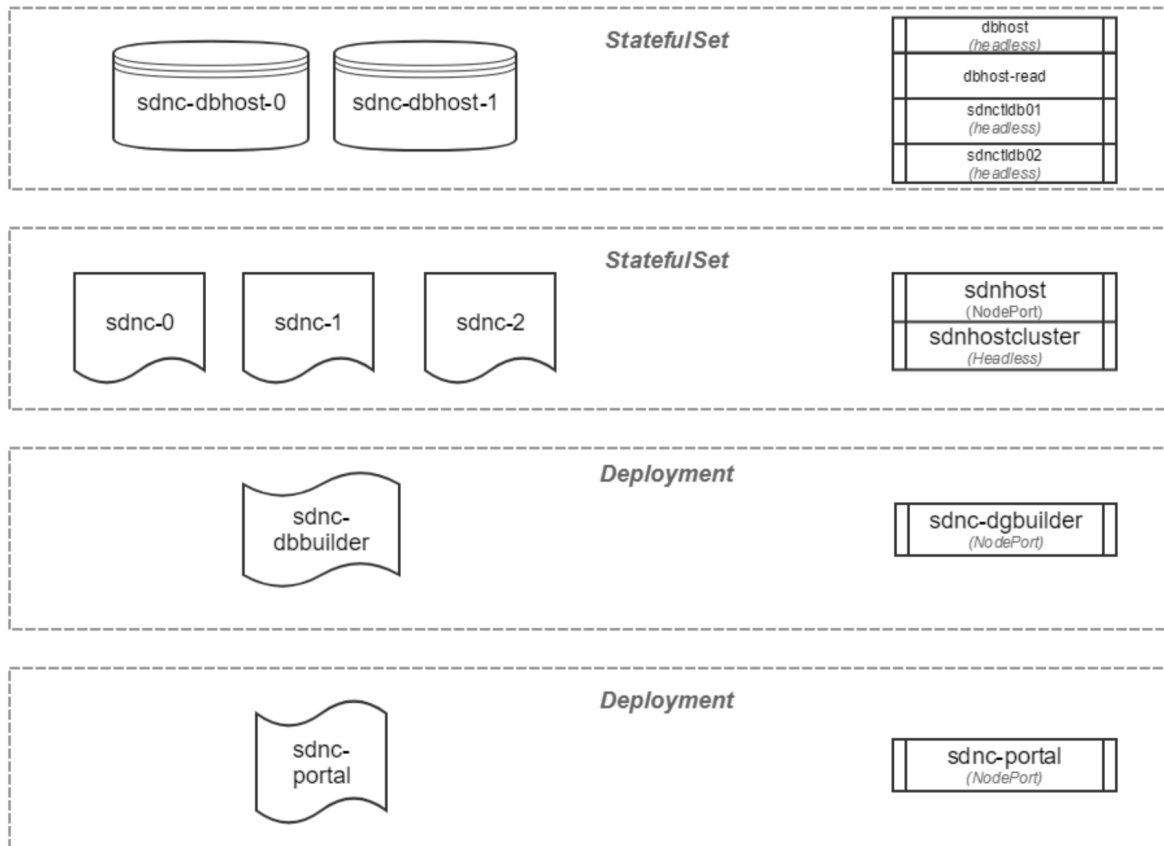 StatefulSet
sdnc-dbhost-0
sdnc-dbhost-1
dbhost
(headless)
dbhost-read
sdnctldb01
(headless)
sdnctldb02
(headless)
StatefulSet
sdnc-0
sdnc-1
sdnc-2
sdnhost
(NodePort)
sdnhostcluster
(Headless)
Deployment
sdnc-
dbbuilder
sdnc-dgbuilder
(NodePort)
Deployment
sdnc-
portal
sdnc-portal
(NodePort)